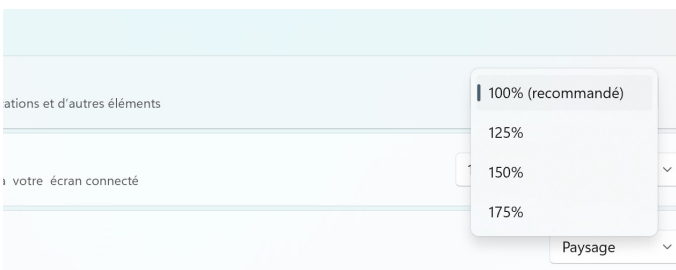 100% (recommandé)
ations et d'autres éléments
125%
150%
votre écran connecté
175%
Paysage